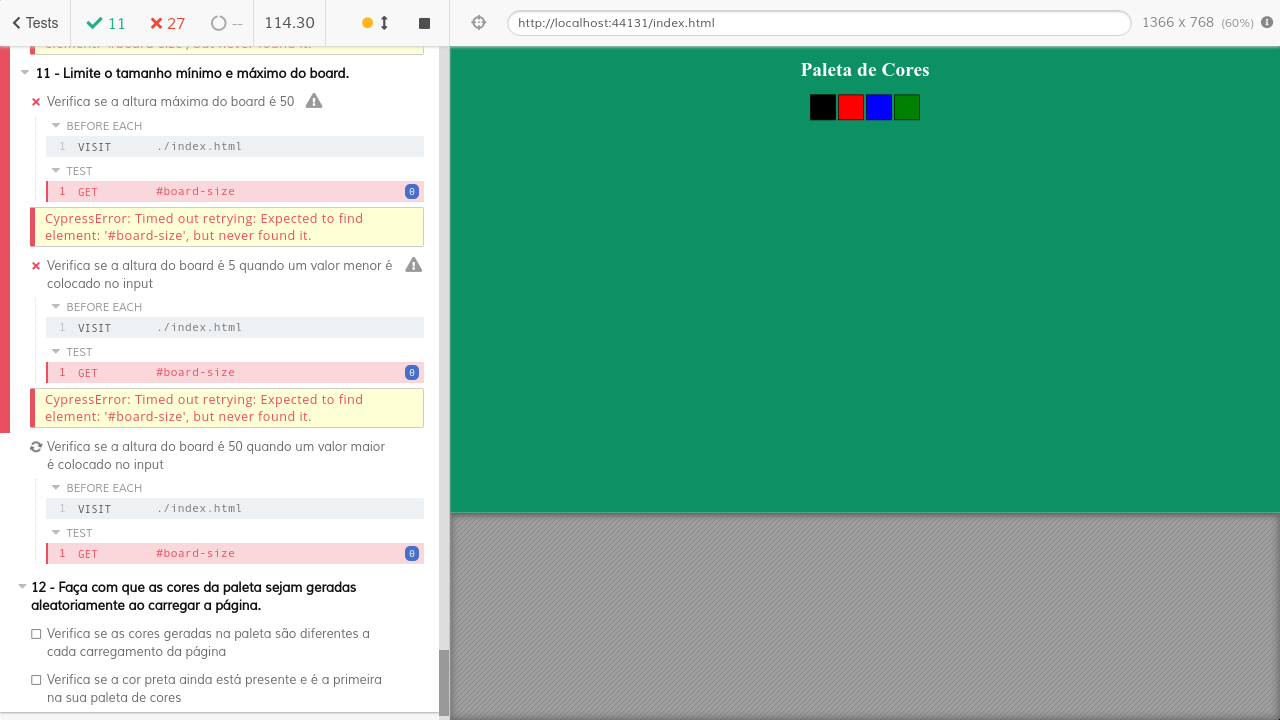 Tests
11
27
--
114.30
http://localhost:44131/index.html
1366 x 768 (60%)
element: '#board-size', but never found it.
11 - Limite o tamanho mínimo e máximo do board.
Verifica se a altura máxima do board é 50
BEFORE EACH
1 VISIT ./index.html
TEST
1 GET #board-size 0
CypressError: Timed out retrying: Expected to find
element: '#board-size', but never found it.
Verifica se a altura do board é 5 quando um valor menor é
colocado no input
BEFORE EACH
1 VISIT ./index.html
TEST
1 GET #board-size 0
CypressError: Timed out retrying: Expected to find
element: '#board-size', but never found it.
Verifica se a altura do board é 50 quando um valor maior
é colocado no input
BEFORE EACH
1 VISIT ./index.html
TEST
1 GET #board-size 0
12 - Faça com que as cores da paleta sejam geradas
aleatoriamente ao carregar a página.
Verifica se as cores geradas na paleta são diferentes a
cada carregamento da página
Verifica se a cor preta ainda está presente e é a primeira
na sua paleta de cores
Paleta de Cores